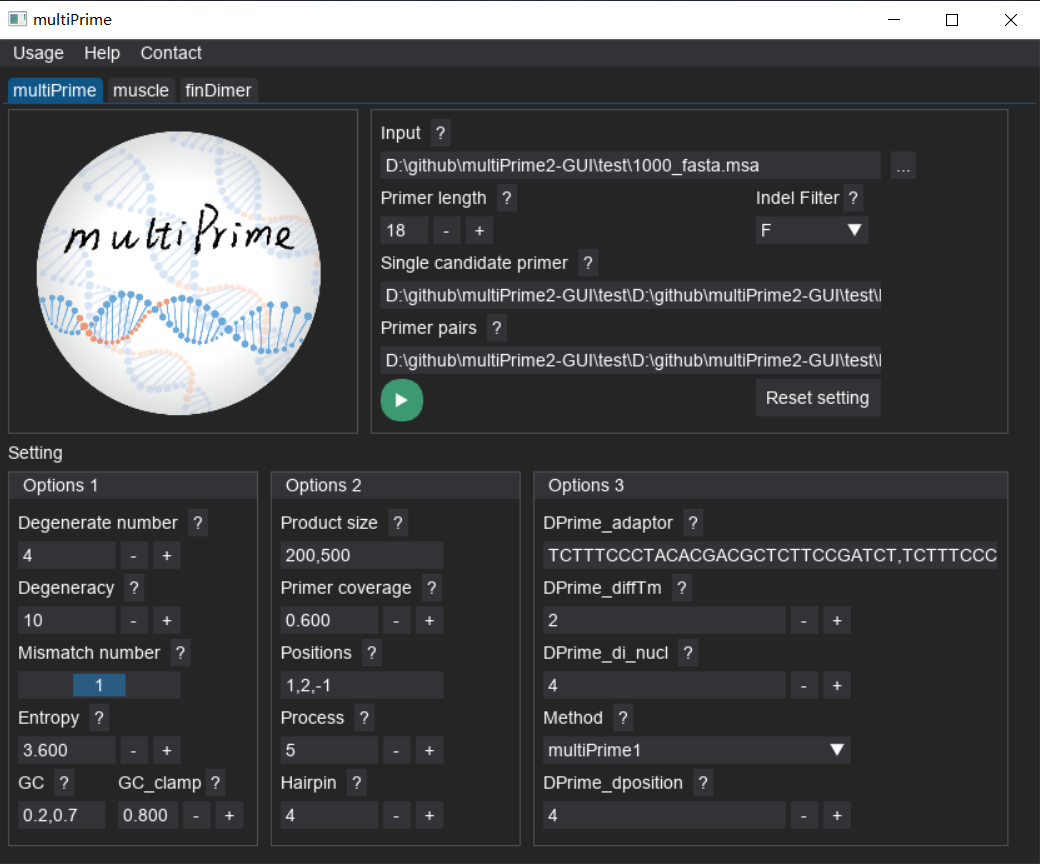 multiPrime
Usage Help Contact
multiPrime muscle finDimer
multiPrime
Input ?
D:\github\multiPrime2-GUI\test\1000_fasta.msa ...
Primer length ? Indel Filter ?
18 - + F
Single candidate primer ?
D:\github\multiPrime2-GUI\test\D:\github\multiPrime2-GUI\test\
Primer pairs ?
D:\github\multiPrime2-GUI\test\D:\github\multiPrime2-GUI\test\
Reset setting
Setting
Options 1
Degenerate number ?
4 - +
Degeneracy ?
10 - +
Mismatch number ?
1
Entropy ?
3.600 - +
GC ? GC_clamp ?
0.2,0.7 0.800 - +
Options 2
Product size ?
200,500
Primer coverage ?
0.600 - +
Positions ?
1,2,-1
Process ?
5 - +
Hairpin ?
4 - +
Options 3
DPrime_adaptor ?
TCTTTCCCTACACGACGCTCTTCCGATCT,TCTTTCCC
DPrime_diffTm ?
2 - +
DPrime_di_nucl ?
4 - +
Method ?
multiPrime1
DPrime_dposition ?
4 - +